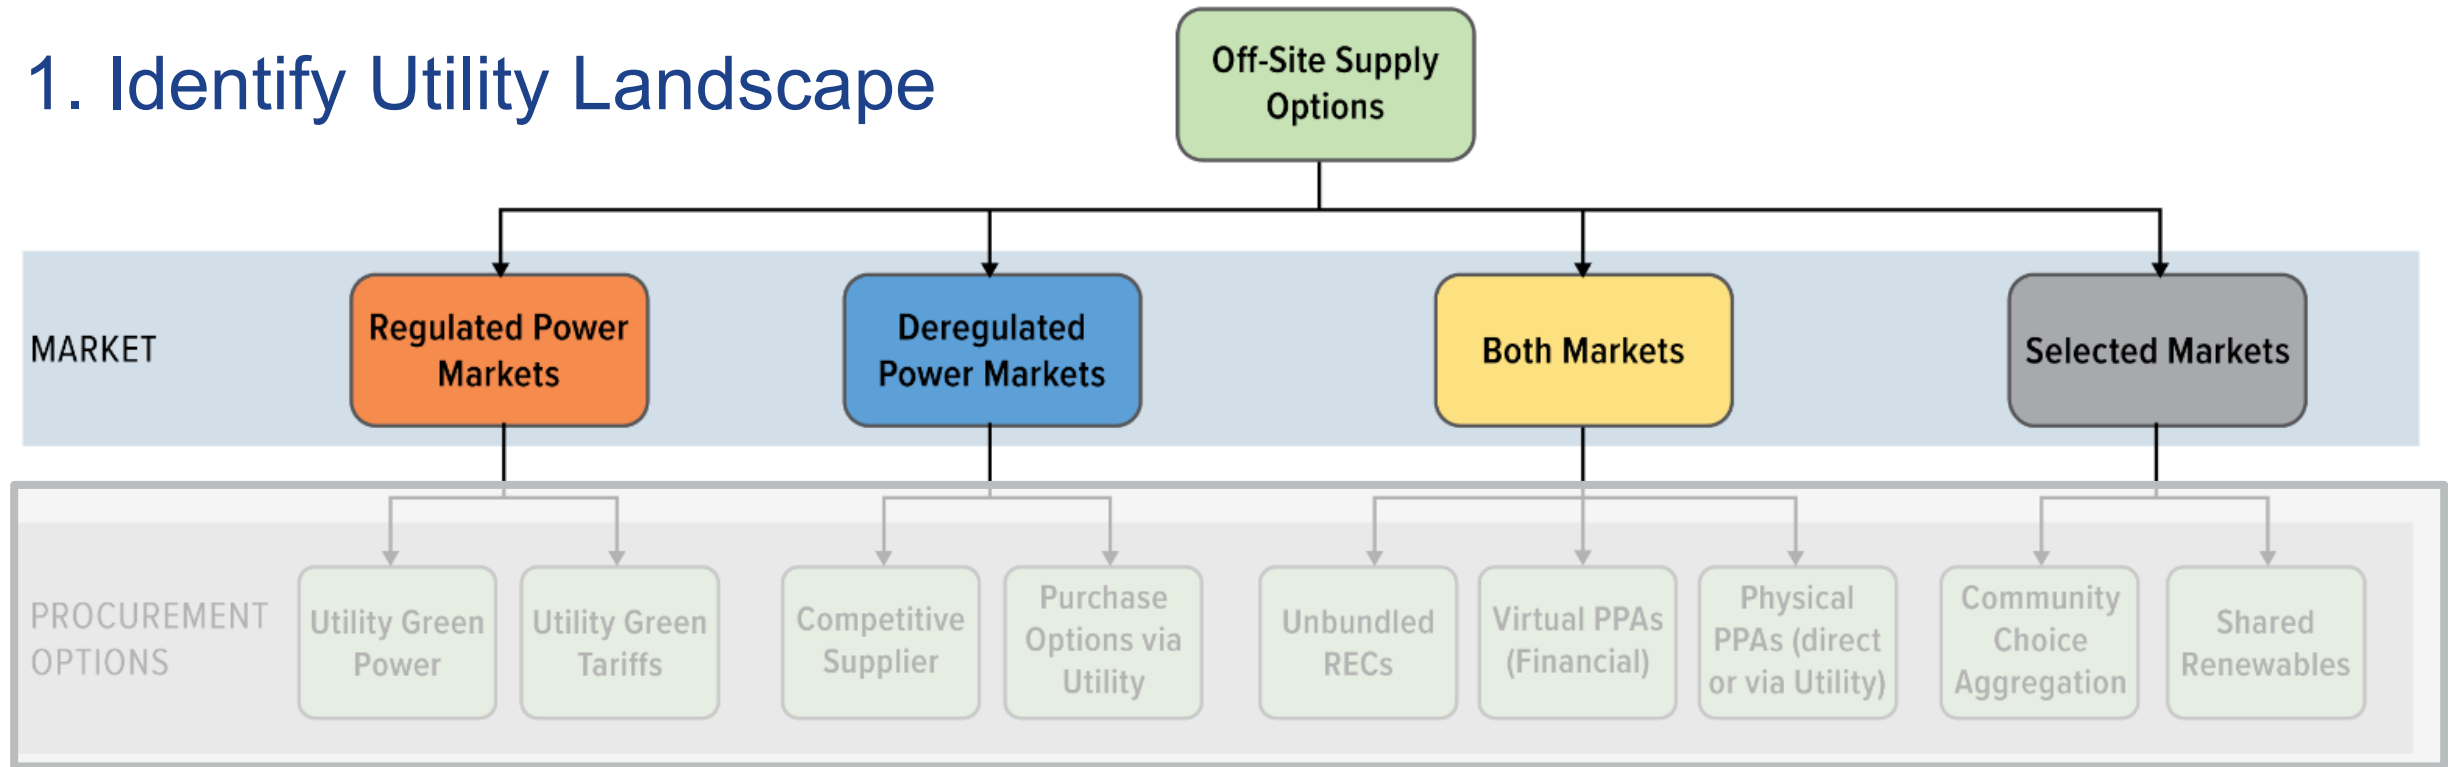 1. Identify Utility Landscape
Off-Site Supply
Options
MARKET
Regulated Power
Markets
Deregulated
Power Markets
Both Markets
Selected Markets
PROCUREMENT
OPTIONS
Utility Green
Power
Utility Green
Tariffs
Competitive
Supplier
Purchase
Options via
Utility
Unbundled
RECs
Virtual PPAs
(Financial)
Physical
PPAs (direct
or via Utility)
Community
Choice
Aggregation
Shared
Renewables